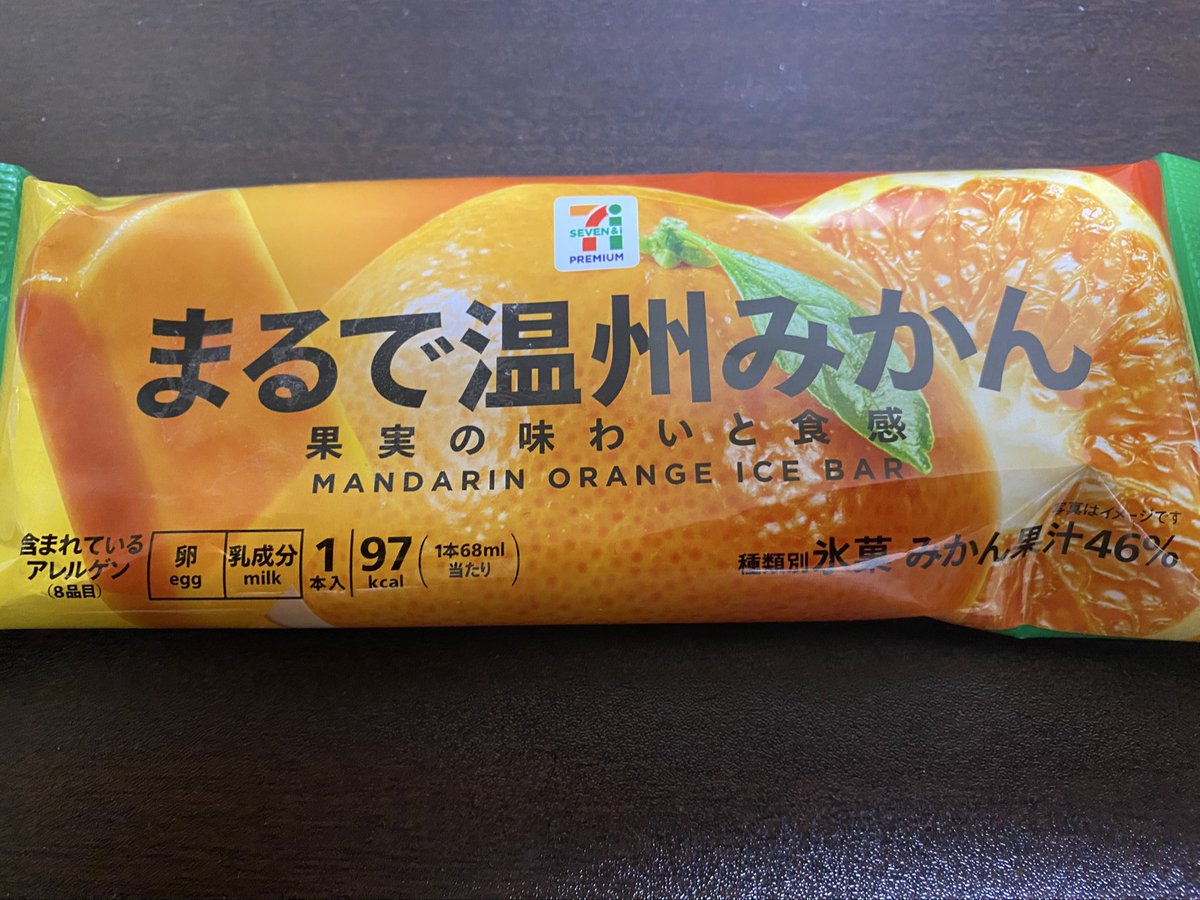 7i
SEVEN&i
PREMIUM
まるで温州みかん
果実の味わいと食感
MANDARIN ORANGE ICE BAR
写真はイメージです
含まれている
アレルゲン
(8品目)
卵
egg
乳成分
milk
1
本入
97
kcal
(1本68ml
当たり)
種類別 氷菓 みかん果汁46%